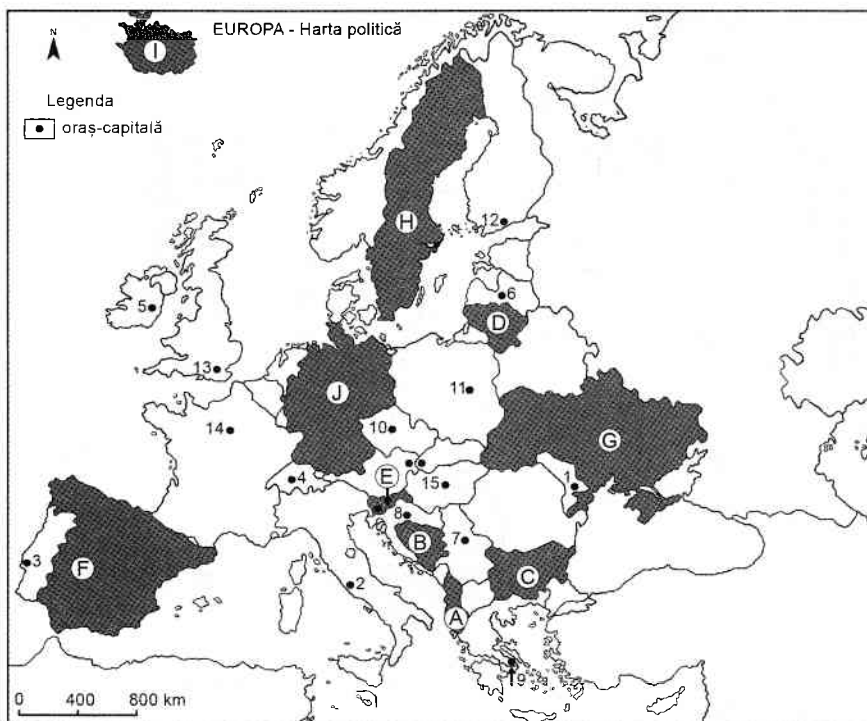 EUROPA - Harta politică
N
I
Legenda
oraș-capitală
H
12
6
D
5
13
J
11
14
10
G
E
4
15
1
8
B
7
3
F
2
C
A
9
0 400 800 km